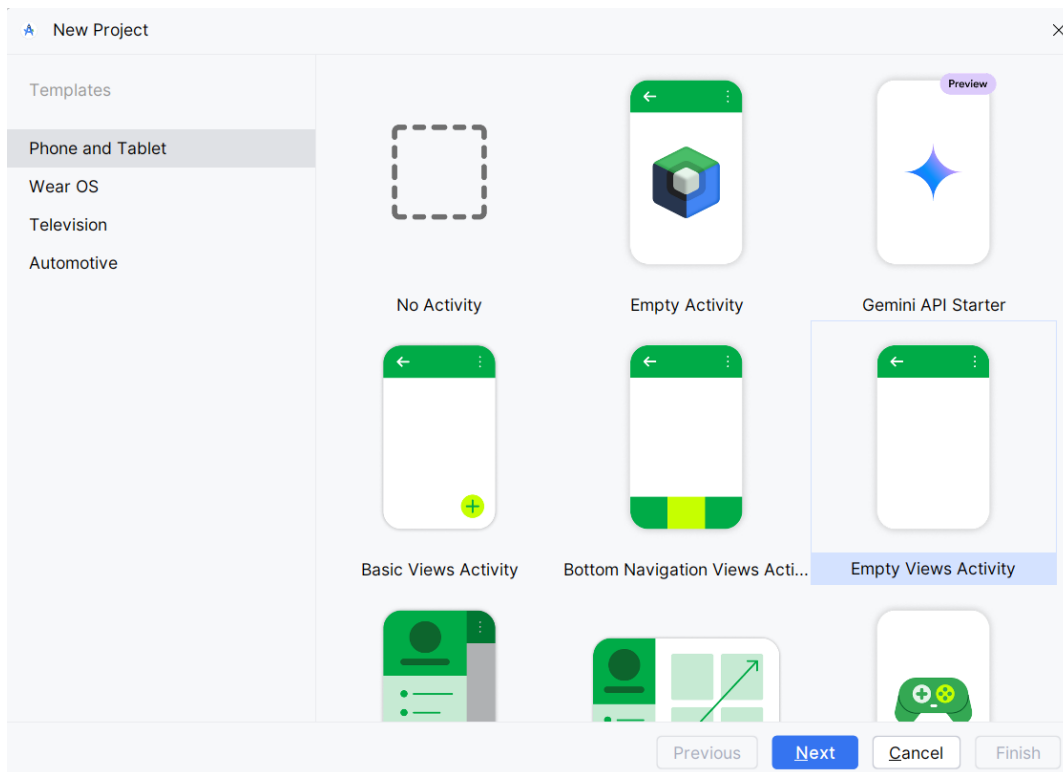 New Project
Templates
Phone and Tablet
Wear OS
Television
Automotive
Preview
No Activity
Empty Activity
Gemini API Starter
Basic Views Activity
Bottom Navigation Views Acti...
Empty Views Activity
Previous
Next
Cancel
Finish